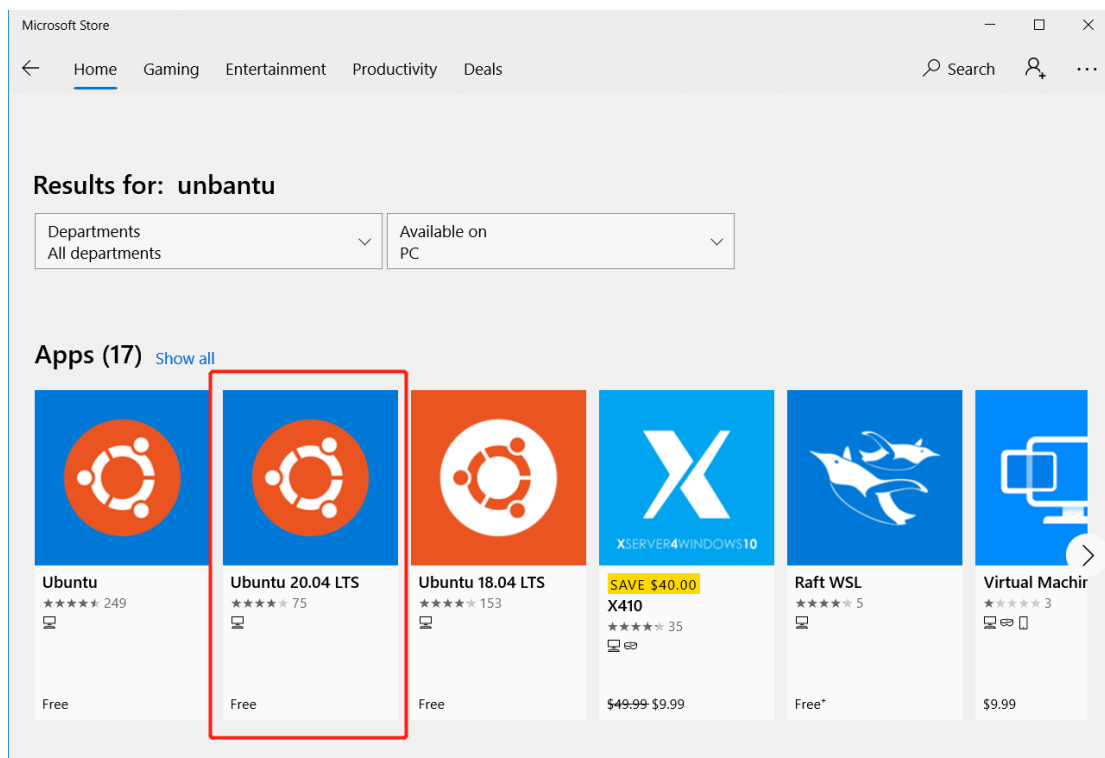 Microsoft Store
Home Gaming Entertainment Productivity Deals Search
Results for: unbantu
Departments
All departments
Available on
PC
Apps (17) Show all
Ubuntu
249
Free
Ubuntu 20.04 LTS
75
Free
Ubuntu 18.04 LTS
153
Free
XSERVER4WINDOWS10
SAVE $40.00
X410
35
$49.99 $9.99
Raft WSL
5
Free+
Virtual Machin
3
$9.99